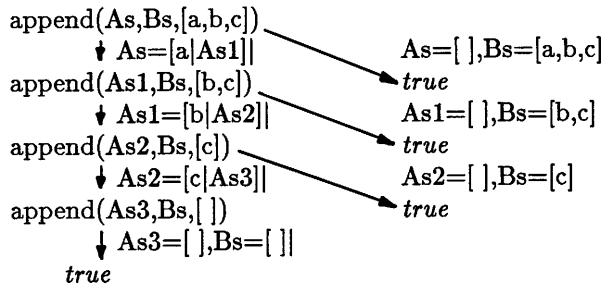 append(As,Bs,[a,b,c])
As=[a|As1]|
As=[ ],Bs=[a,b,c]
true
append(As1,Bs,[b,c])
As1=[b|As2]|
As1=[ ],Bs=[b,c]
true
append(As2,Bs,[c])
As2=[c|As3]|
As2=[ ],Bs=[c]
true
append(As3,Bs,[ ])
As3=[ ],Bs=[ ]|
true